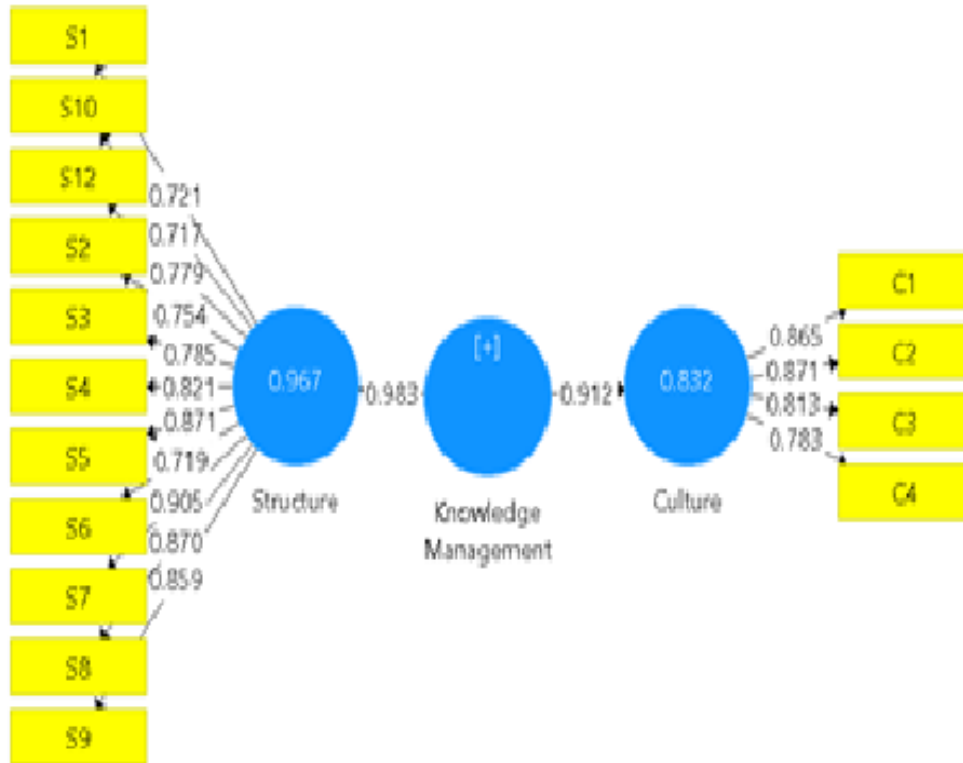 S1
S10
S12
S2
S3
S4
S5
S6
S7
S8
S9
0.721
0.717
0.779
0.754
0.785
0.821
0.871
0.719
0.905
0.870
0.859
0.967
Structure
0.983
[+]
Knowledge
Management
0.912
0.832
Culture
0.865
0.871
0.813
0.783
C1
C2
C3
C4